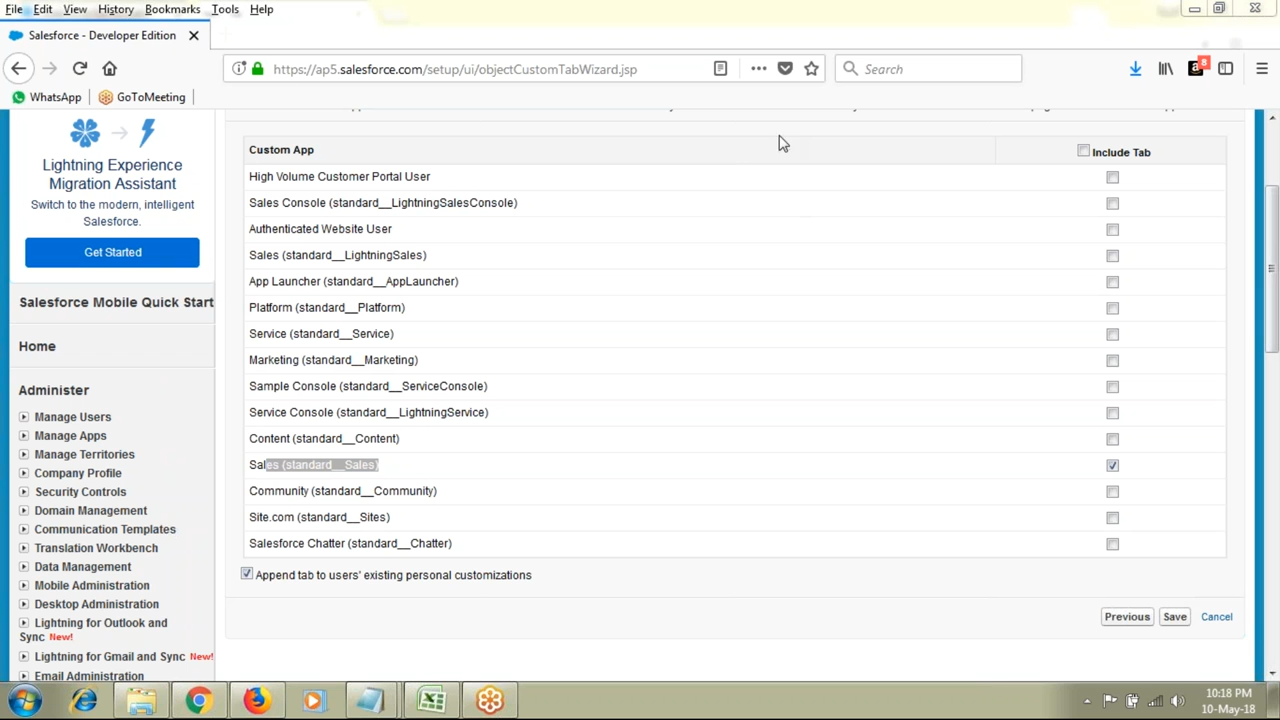 File Edit View History Bookmarks Tools Help
Salesforce - Developer Edition
https://ap5.salesforce.com/setup/ui/objectCustomTabWizard.jsp
Search
8
WhatsApp
GoToMeeting
Lightning Experience
Migration Assistant
Switch to the modern, intelligent
Salesforce.
Get Started
Salesforce Mobile Quick Start
Home
Administer
Manage Users
Manage Apps
Manage Territories
Company Profile
Security Controls
Domain Management
Communication Templates
Translation Workbench
Data Management
Mobile Administration
Desktop Administration
Lightning for Outlook and
Sync New!
Lightning for Gmail and Sync New!
Email Administration
Custom App
Include Tab
High Volume Customer Portal User
Sales Console (standard__LightningSalesConsole)
Authenticated Website User
Sales (standard__LightningSales)
App Launcher (standard__AppLauncher)
Platform (standard__Platform)
Service (standard__Service)
Marketing (standard__Marketing)
Sample Console (standard__ServiceConsole)
Service Console (standard__LightningService)
Content (standard__Content)
Sales (standard__Sales)
Community (standard__Community)
Site.com (standard__Sites)
Salesforce Chatter (standard__Chatter)
Append tab to users' existing personal customizations
Previous Save Cancel
10:18 PM
10-May-18